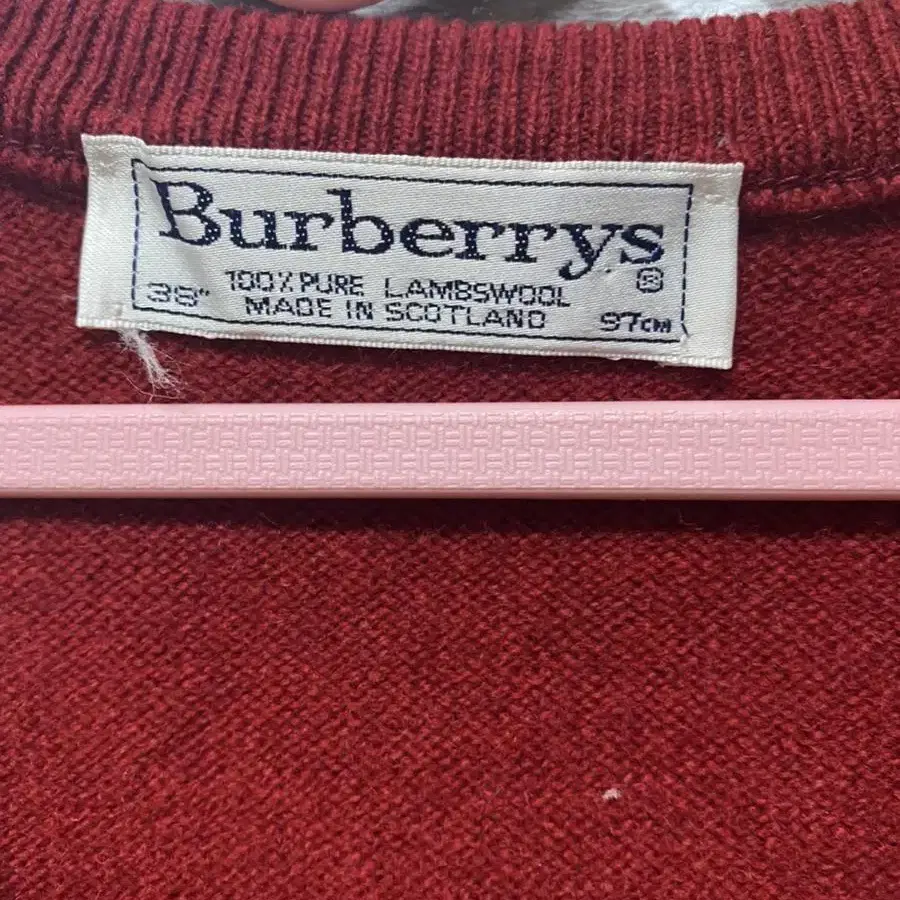 Burberrys®
100% PURE LAMBSWOOL
38" MADE IN SCOTLAND 97CM